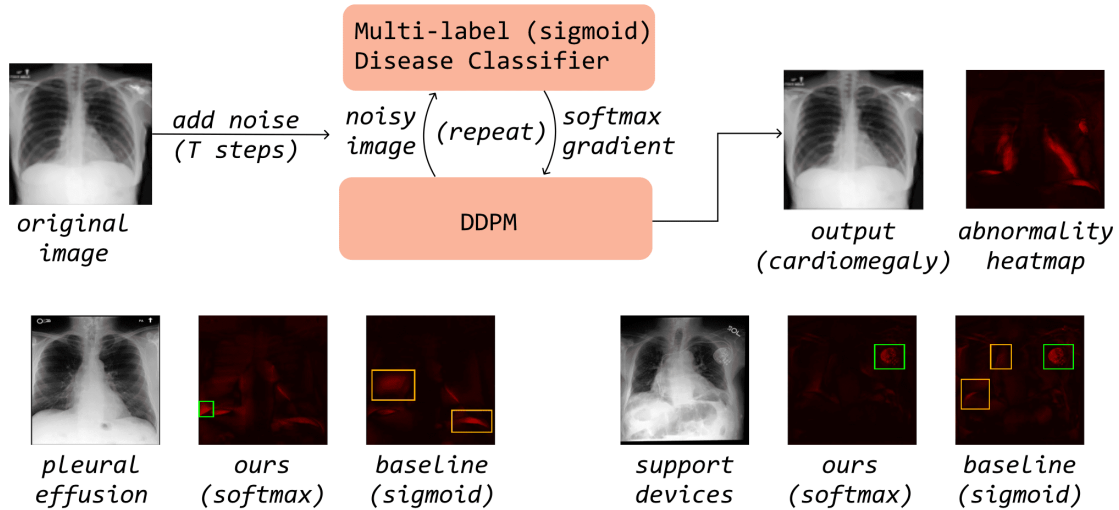 Multi-label (sigmoid)
Disease Classifier
add noise
(T steps)
noisy
image
(repeat)
softmax
gradient
DDPM
original
image
output
(cardiomegaly)
abnormality
heatmap
SOL
pleural
effusion
ours
(softmax)
baseline
(sigmoid)
support
devices
ours
(softmax)
baseline
(sigmoid)